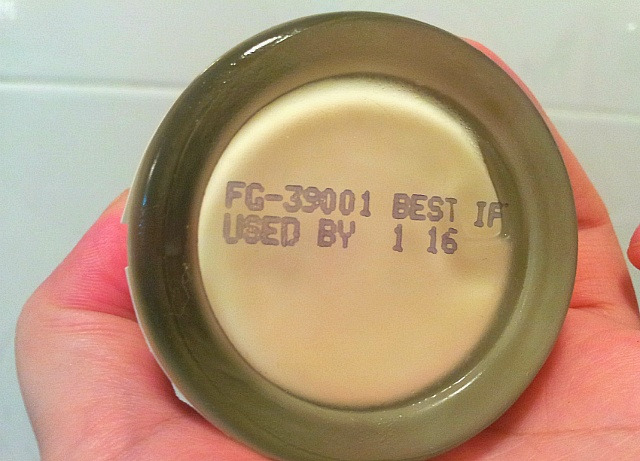 FG-39001 BEST IF
USED BY 1 16